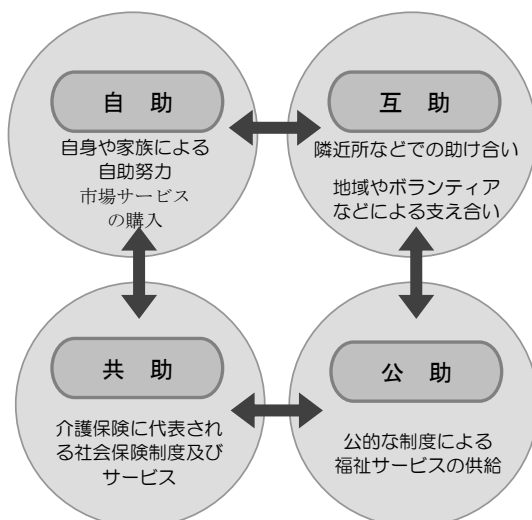 自　助
自身や家族による
自助努力
市場サービス
の購入
互　助
隣近所などでの助け合い
地域やボランティア
などによる支え合い
共　助
介護保険に代表され
る社会保険制度及び
サービス
公　助
公的な制度による
福祉サービスの供給